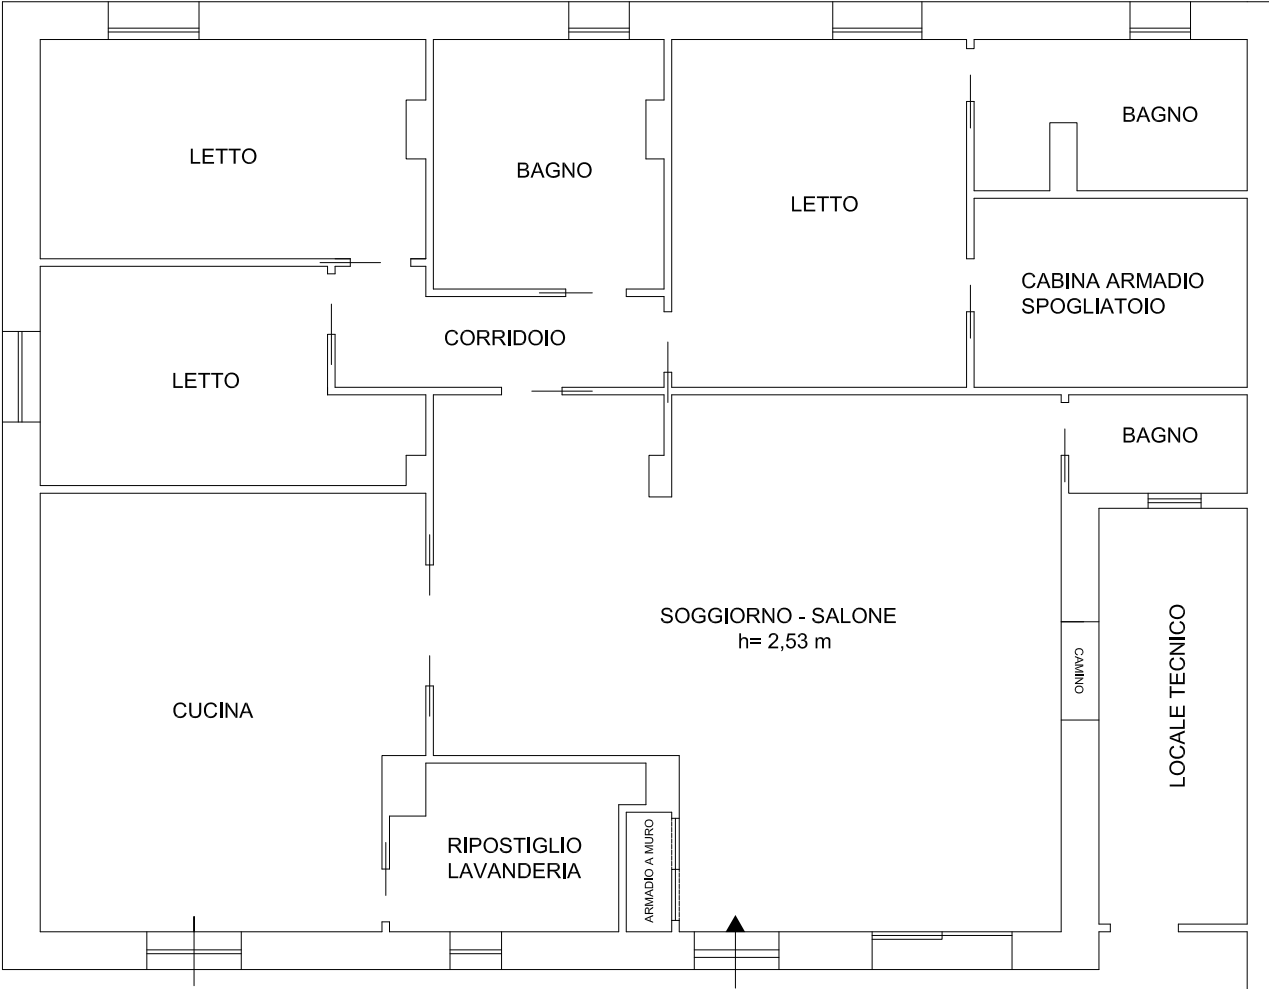 BAGNO
LETTO
BAGNO
LETTO
CABINA ARMADIO
SPOGLIATOIO
CORRIDOIO
LETTO
BAGNO
SOGGIORNO - SALONE
h= 2,53 m
CAMINO
LOCALE TECNICO
CUCINA
RIPOSTIGLIO
LAVANDERIA
ARMADIO A MURO